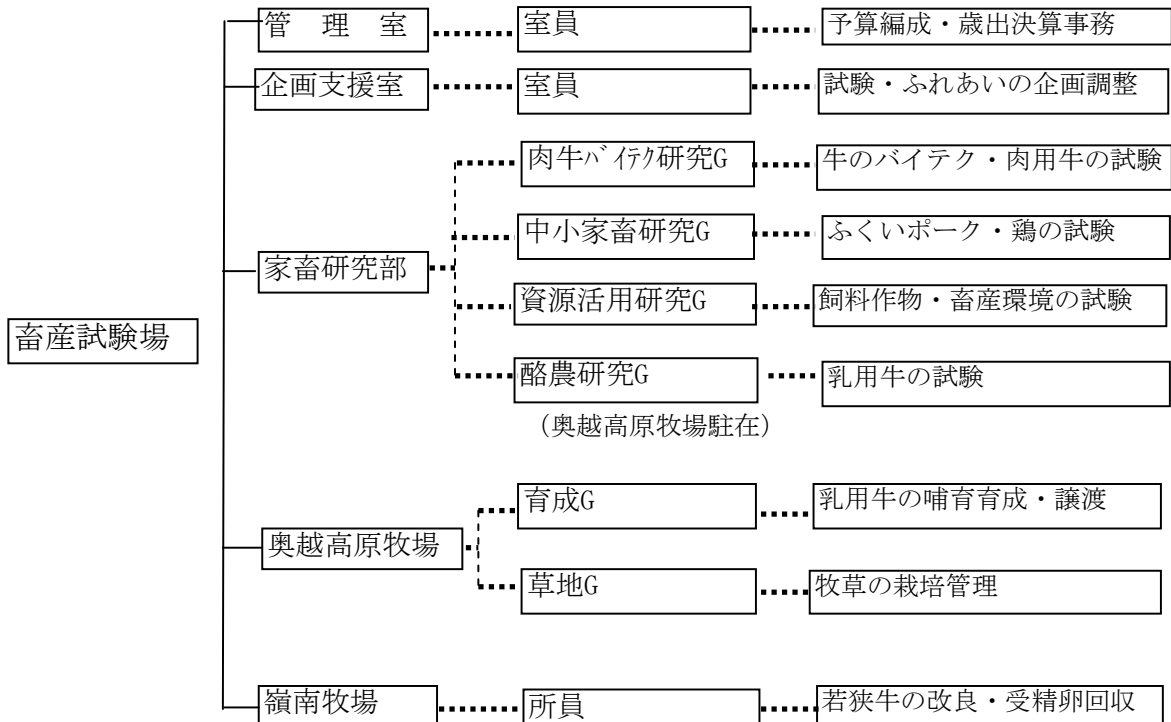 管　理　室
室員
予算編成・歳出決算事務
企画支援室
室員
試験・ふれあいの企画調整
肉牛ﾊﾞｲﾃｸ研究G
牛のバイテク・肉用牛の試験
中小家畜研究G
ふくいポーク・鶏の試験
家畜研究部
資源活用研究G
飼料作物・畜産環境の試験
畜産試験場
酪農研究G
乳用牛の試験
（奥越高原牧場駐在）
育成G
乳用牛の哺育育成・譲渡
奥越高原牧場
草地G
牧草の栽培管理
嶺南牧場
所員
若狭牛の改良・受精卵回収